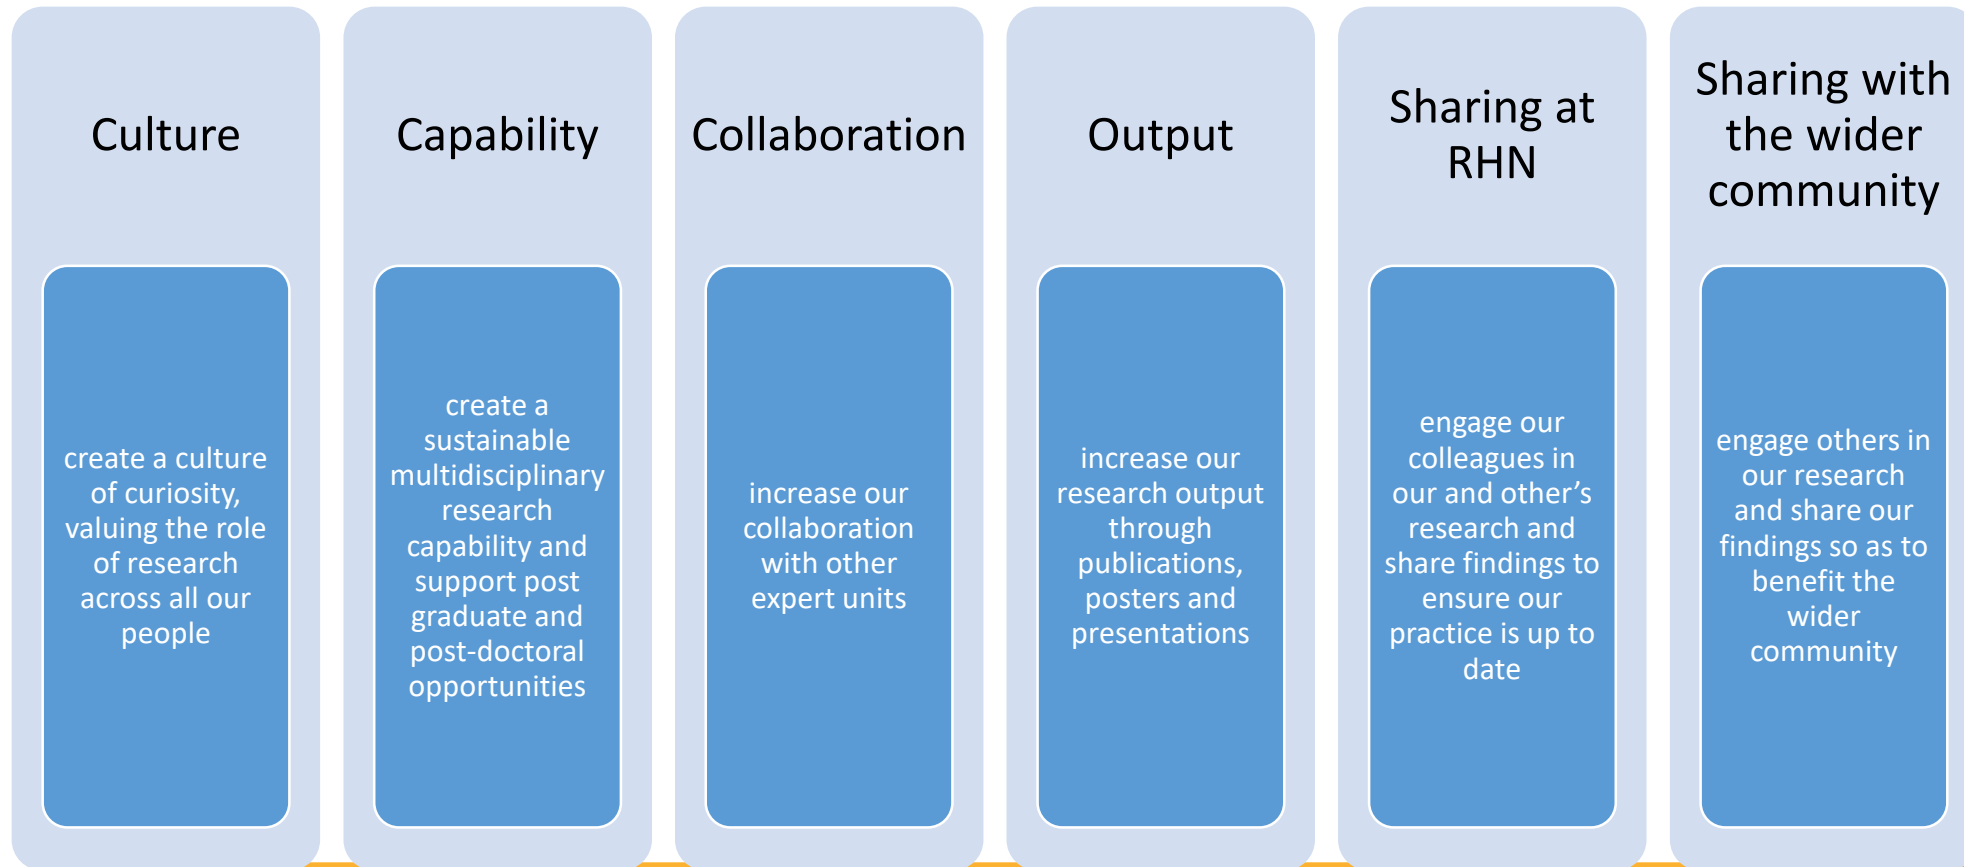 Culture
create a culture
of curiosity,
valuing the role
of research
across all our
people
Capability
create a
sustainable
multidisciplinary
research
capability and
support post
graduate and
post-doctoral
opportunities
Collaboration
increase our
collaboration
with other
expert units
Output
increase our
research output
through
publications,
posters and
presentations
Sharing at
RHN
engage our
colleagues in
our and other’s
research and
share findings to
ensure our
practice is up to
date
Sharing with
the wider
community
engage others in
our research
and share our
findings so as to
benefit the
wider
community